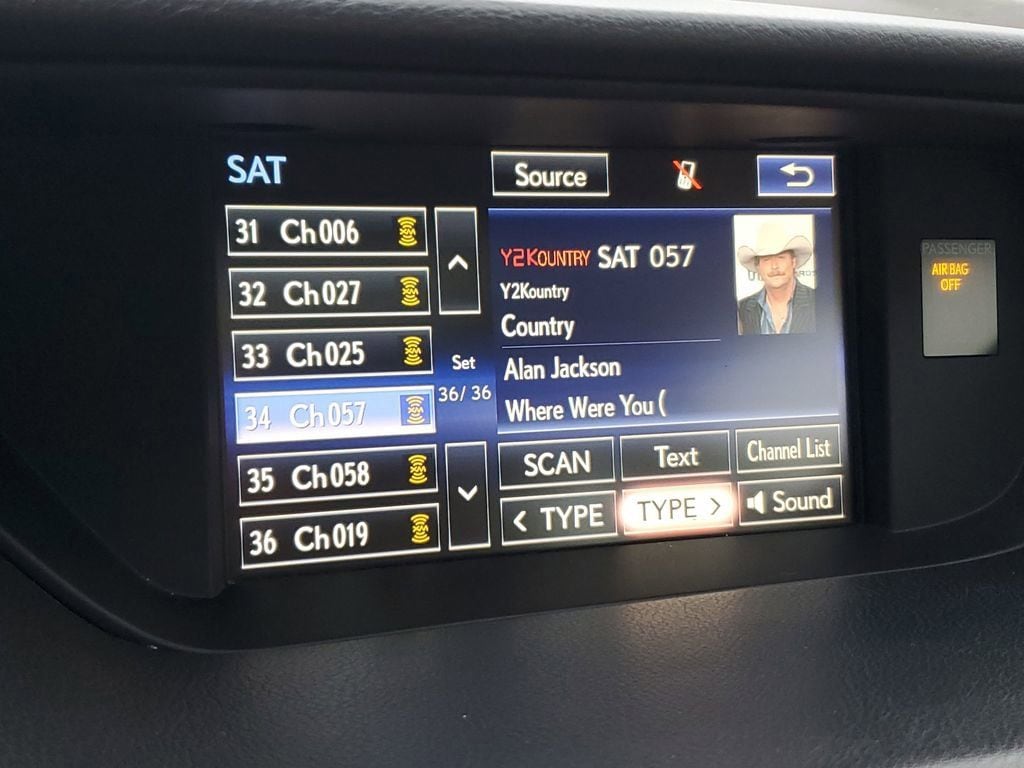 SAT
Source
31 Ch006
32 Ch027
33 Ch025
34 Ch057
35 Ch058
36 Ch019
Set
36/36
Y2KOUNTRY SAT 057
Y2Kountry
Country
Alan Jackson
Where Were You (
SCAN
Text
Channel List
< TYPE
TYPE >
Sound
PASSENGER
AIR BAG
OFF